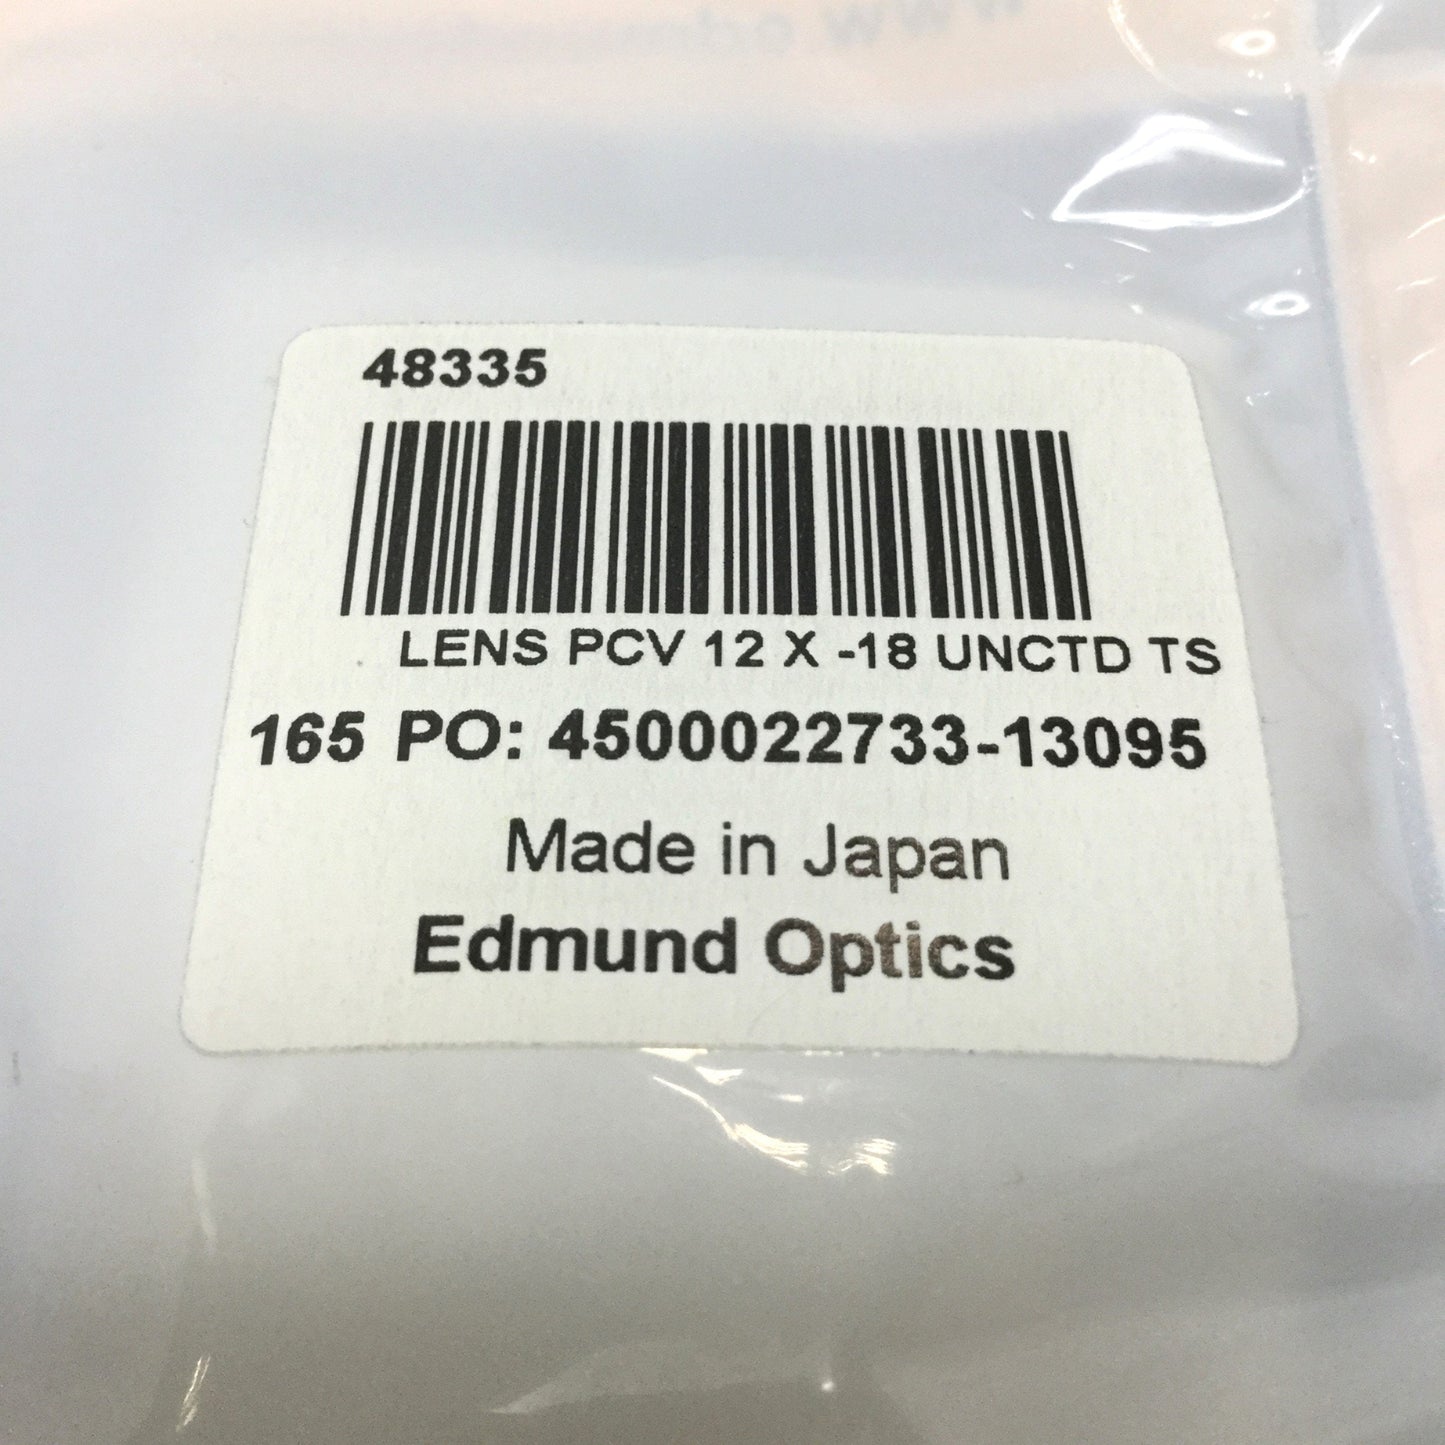 48335
LENS PCV 12 X -18 UNCTD TS
165 PO: 4500022733-13095
Made in Japan
Edmund Optics